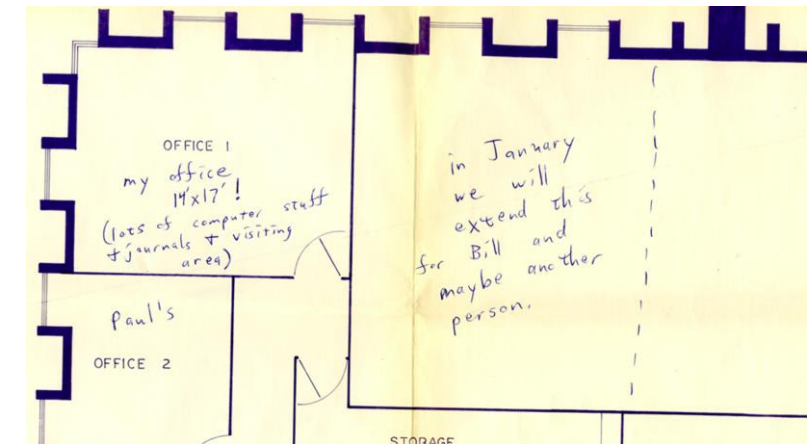 OFFICE 1
my office
14'x17'!
(lots of computer stuff
+ journals + visiting
area)
in January
we will
extend this
for Bill and
maybe another
person.
Paul's
OFFICE 2
STORAGE